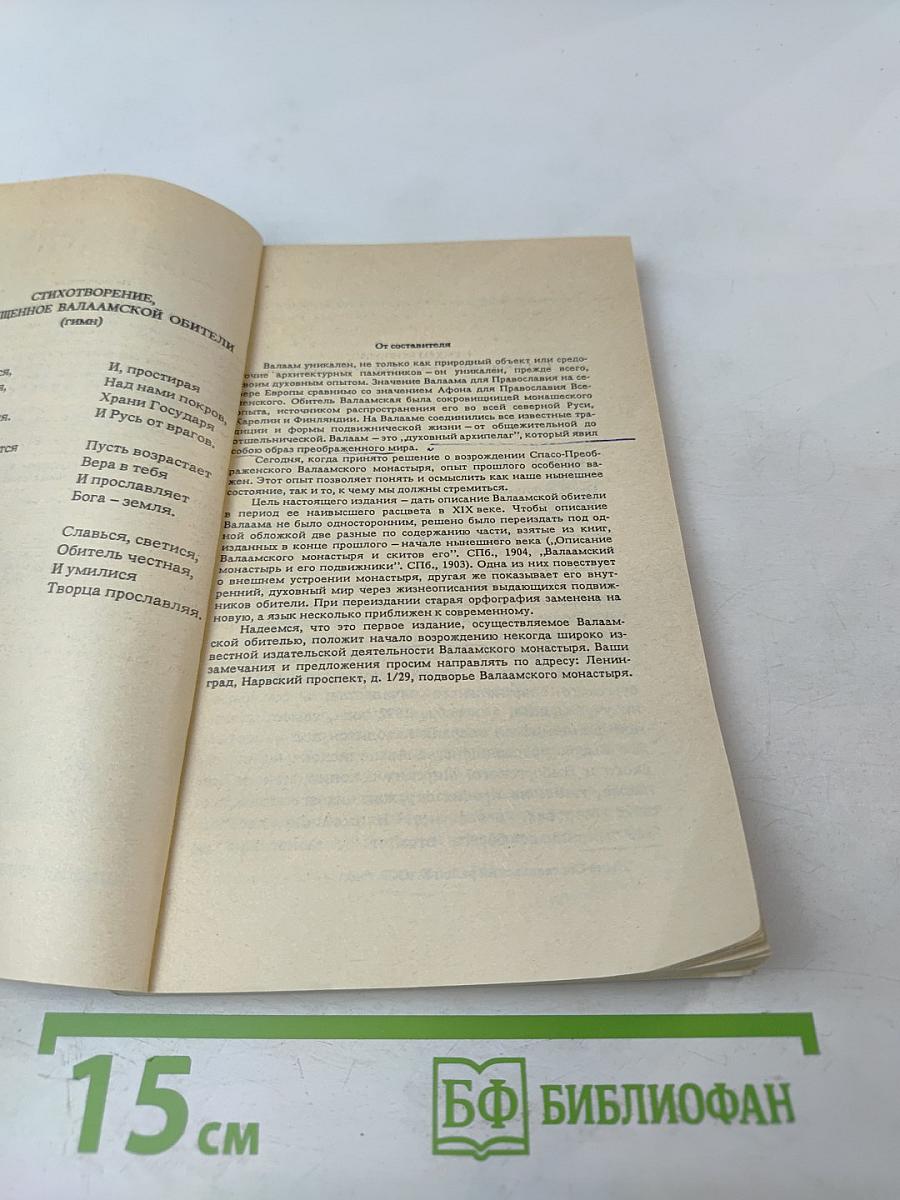 СТИХОТВОРЕНИЕ,
ЩЕННОЕ ВАЛААМСКОЙ ОБИТЕЛИ
(гимн)
И, простирая
Над нами покров,
Храни Государя
И Русь от врагов.
Пусть возрастает
Вера в тебя
И прославляет
Бога – земля.
Славься, светися,
Обитель честная,
И умилися
Творца прославляя.
От составителя
Валаам уникален, не только как природный объект или средо-
очие архитектурных памятников – он уникален, прежде всего,
своим духовным опытом. Значение Валаама для Православия на се-
вере Европы сравнимо со значением Афона для Православия Все-
ленского. Обитель Валаамская была сокровищницей монашеского
опыта, источником распространения его во всей северной Руси,
Карелии и Финляндии. На Валааме соединились все известные тра-
диции и формы подвижнической жизни – от общежительной до
отшельнической. Валаам – это „духовный архипелаг", который явил
собою образ преображенного мира.
Сегодня, когда принято решение о возрождении Спасо-Преоб-
раженского Валаамского монастыря, опыт прошлого особенно ва-
жен. Этот опыт позволяет понять и осмыслить как наше нынешнее
состояние, так и то, к чему мы должны стремиться.
Цель настоящего издания – дать описание Валаамской обители
в период ее наивысшего расцвета в XIX веке. Чтобы описание
Валаама не было односторонним, решено было переиздать под од-
ной обложкой две разные по содержанию части, взятые из книг,
изданных в конце прошлого – начале нынешнего века („Описание
Валаамского монастыря и скитов его". СПб., 1904, „Валаамский
монастырь и его подвижники". СПб., 1903). Одна из них повествует
о внешнем устроении монастыря, другая же показывает его внут-
ренний, духовный мир через жизнеописания выдающихся подвиж-
ников обители. При переиздании старая орфография заменена на
новую, а язык несколько приближен к современному.
Надеемся, что это первое издание, осуществляемое Валаам-
ской обителью, положит начало возрождению некогда широко из-
вестной издательской деятельности Валаамского монастыря. Ваши
замечания и предложения просим направлять по адресу: Ленин-
град, Нарвский проспект, д. 1/29, подворье Валаамского монастыря.
15 см
БФ БИБЛИОФАН